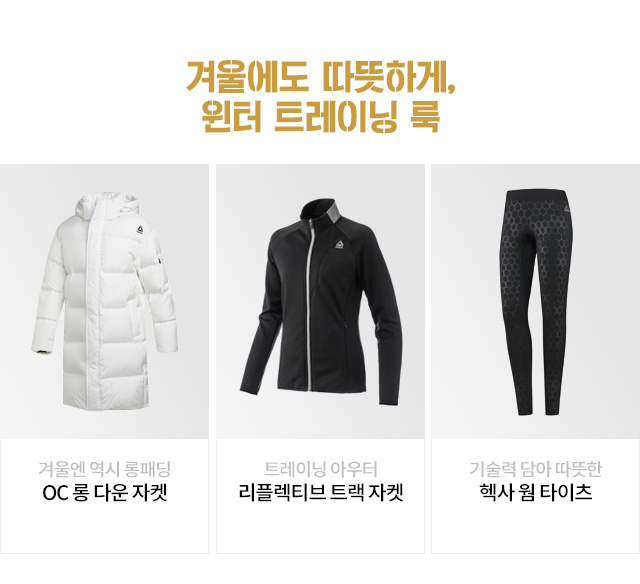 겨울에도 따뜻하게,
윈터 트레이닝 룩
겨울엔 역시 롱패딩
OC 롱 다운 자켓
트레이닝 아우터
리플렉티브 트랙 자켓
기술력 담아 따뜻한
헥사 웜 타이츠